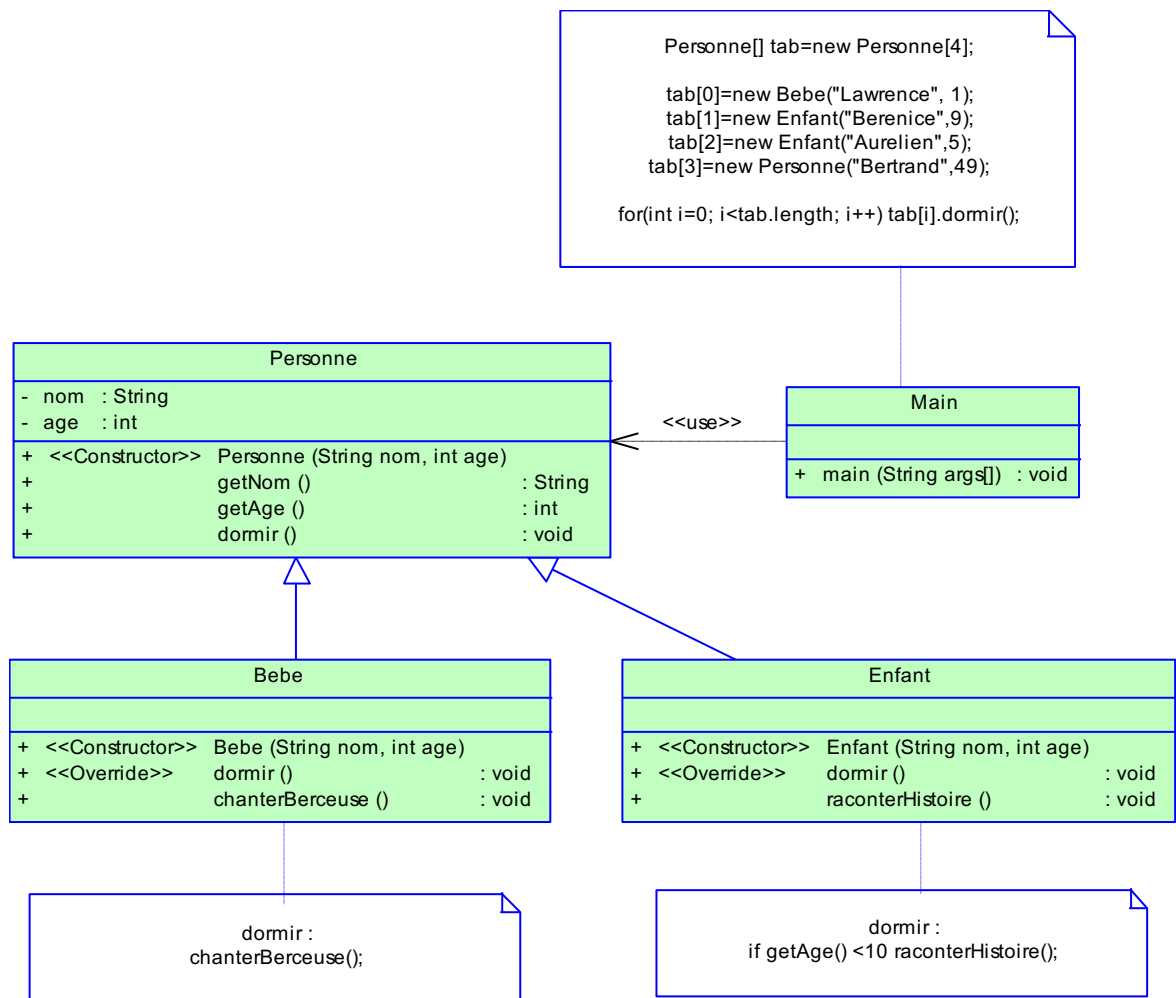 Personne[] tab=new Personne[4];
tab[0]=new Bebe("Lawrence", 1);
tab[1]=new Enfant("Berenice",9);
tab[2]=new Enfant("Aurelien",5);
tab[3]=new Personne("Bertrand",49);
for(int i=0; i<tab.length; i++) tab[i].dormir();
Personne
- nom : String
- age : int
+ <<Constructor>> Personne (String nom, int age)
+ getNom () : String
+ getAge () : int
+ dormir () : void
<<use>>
Main
+ main (String args[]) : void
Bebe
+ <<Constructor>> Bebe (String nom, int age)
+ <<Override>> dormir () : void
+ chanterBerceuse () : void
Enfant
+ <<Constructor>> Enfant (String nom, int age)
+ <<Override>> dormir () : void
+ raconterHistoire () : void
dormir :
chanterBerceuse();
dormir :
if getAge() <10 raconterHistoire();